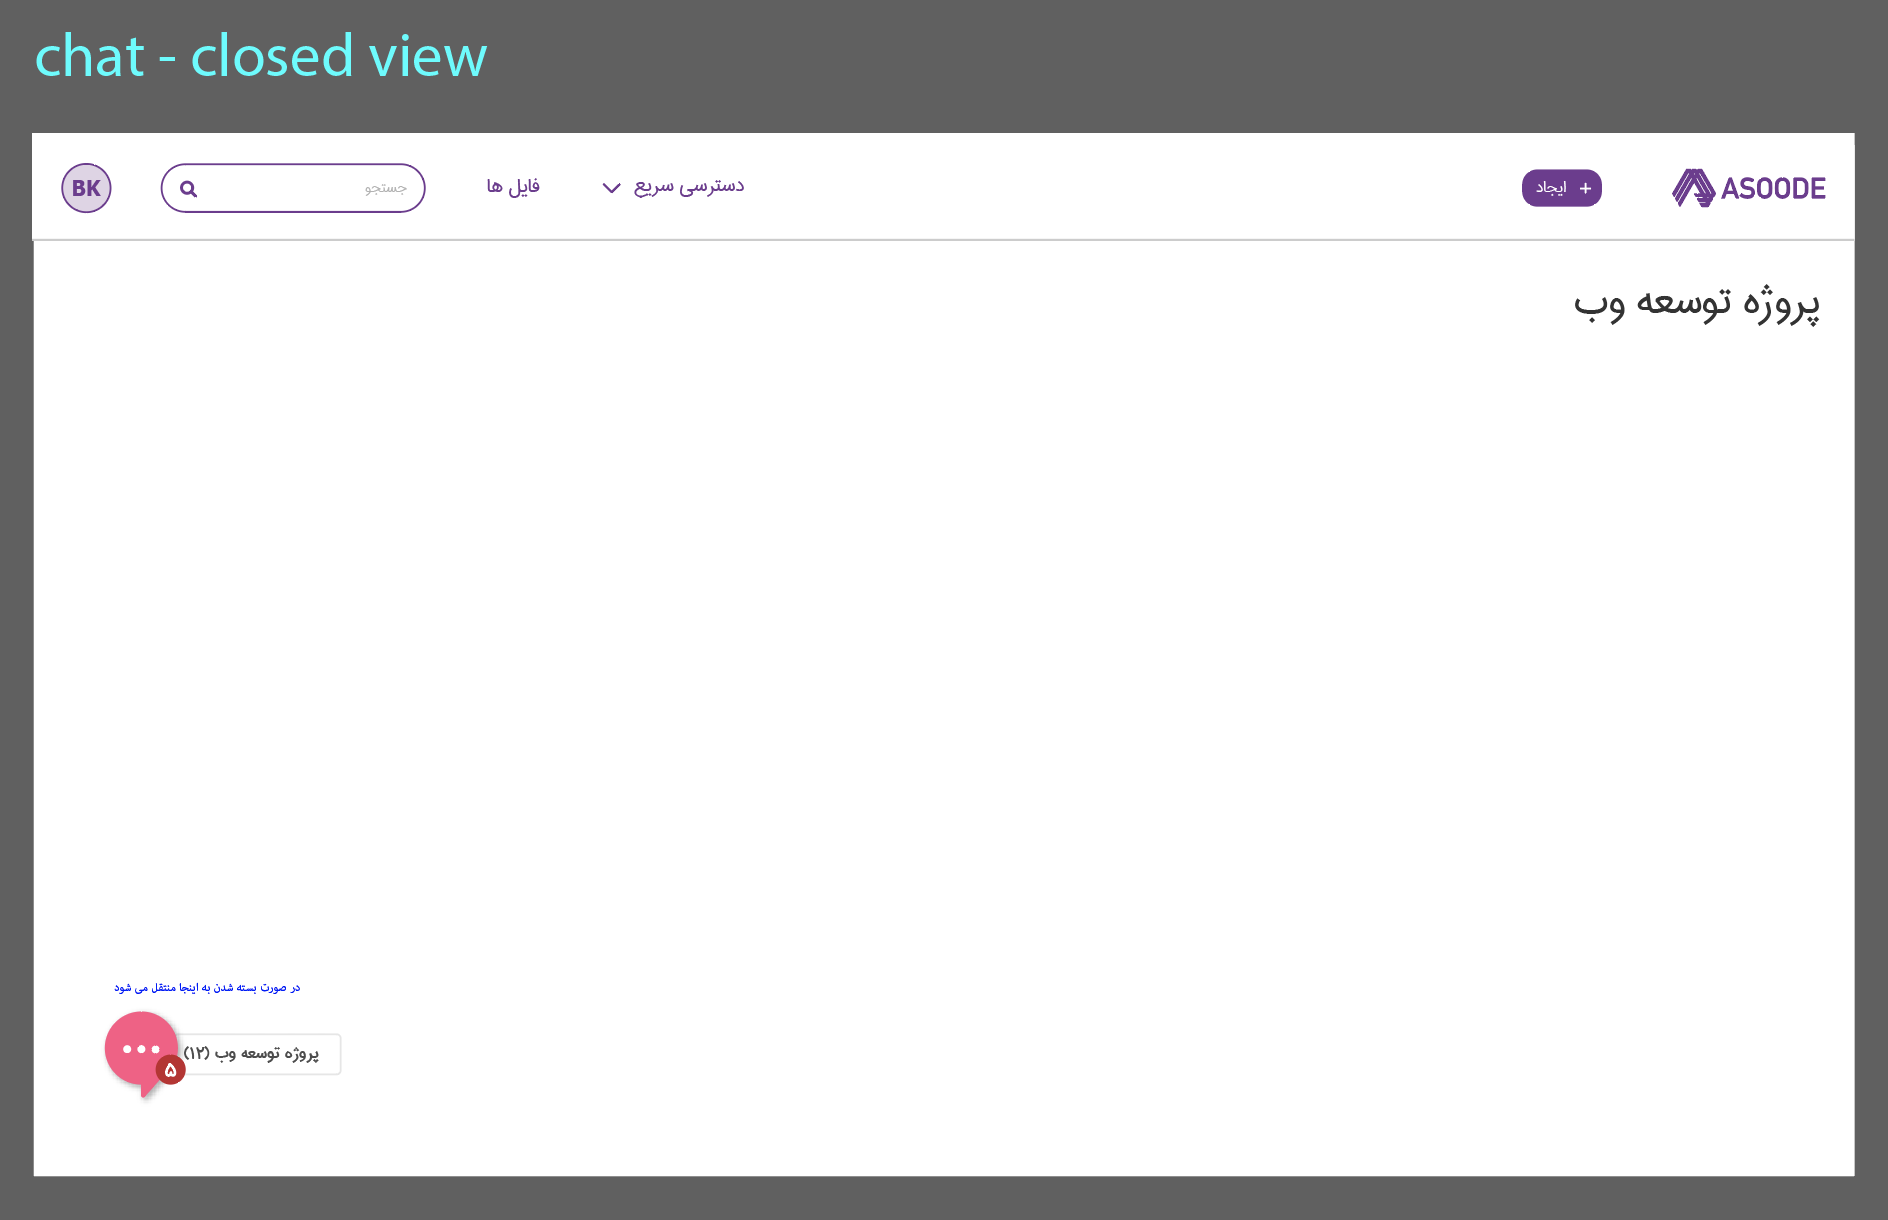 chat - closed view
ASOODE
+ ایجاد
دسترسی سریع
فایل ها
جستجو
BK
پروژه توسعه وب
در صورت بسته شدن به اینجا منتقل می شود
پروژه توسعه وب (۱۲)
۵